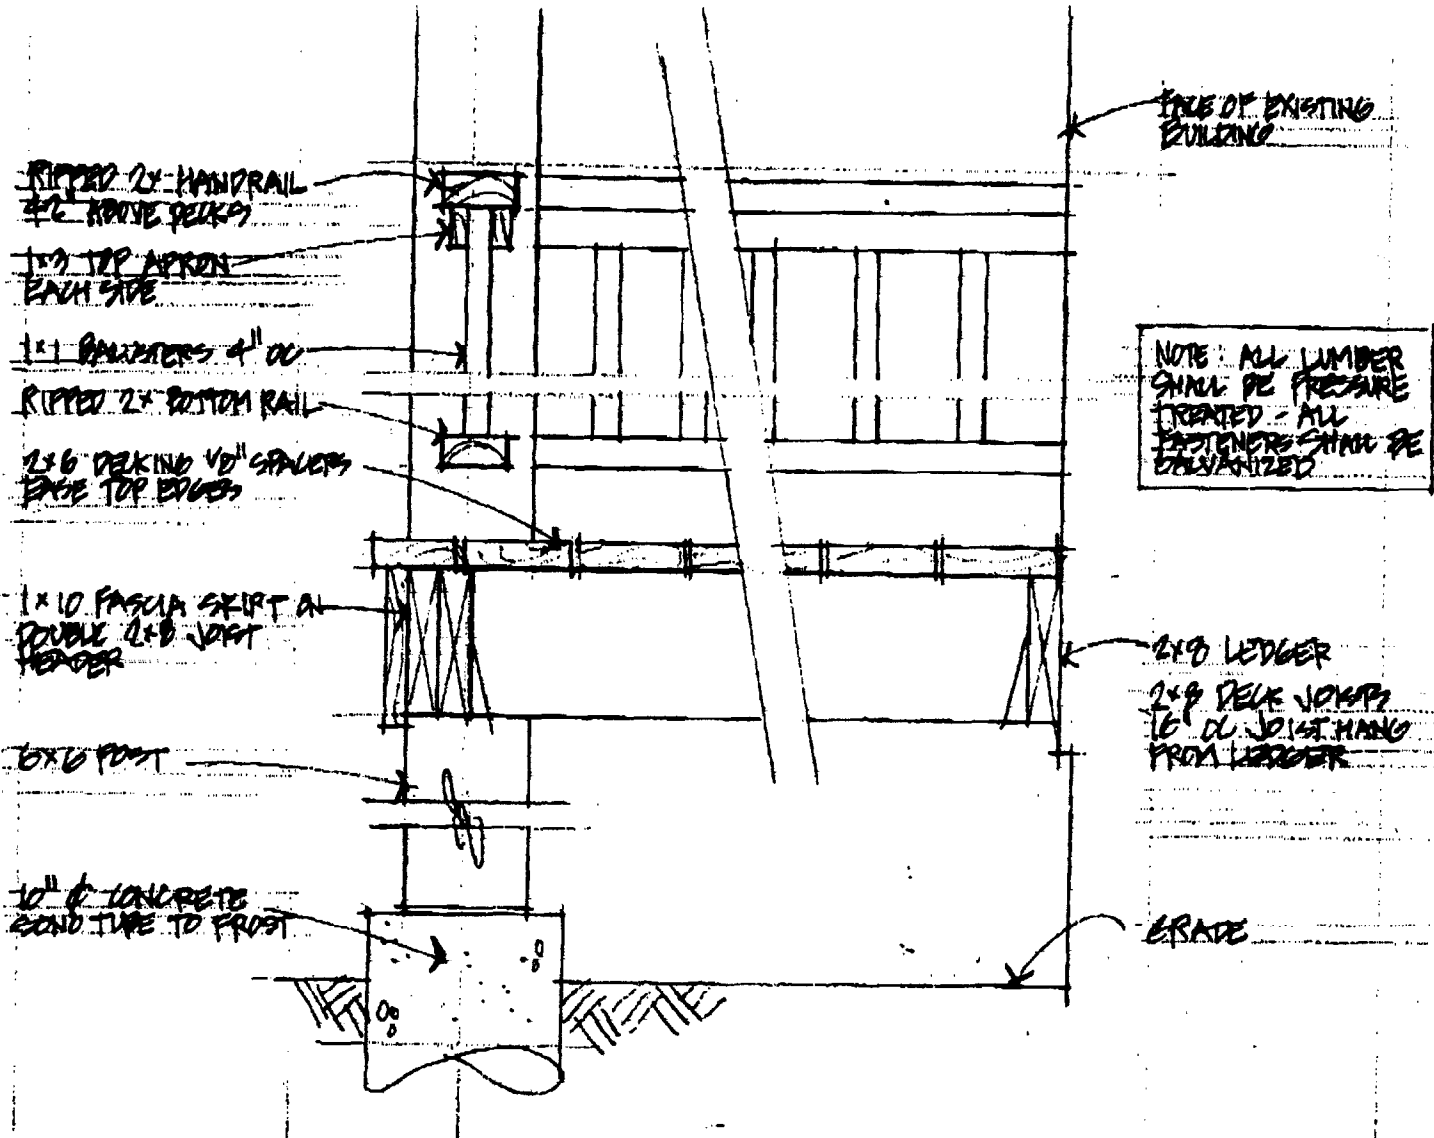 FACE OF EXISTING
BUILDING
RIPPED 2x HANDRAIL
42" ABOVE DECKS
1x3 TOP APRON
EACH SIDE
1x1 BALUSTERS 4" OC
RIPPED 2x BOTTOM RAIL
2x6 DECKING 1/8" SPACERS
EASE TOP EDGES
NOTE: ALL LUMBER
SHALL BE PRESSURE
TREATED - ALL
FASTENERS SHALL BE
GALVANIZED
1x10 FASCIA SKIRT ON
DOUBLE 2x8 JOIST
HEADER
2x8 LEDGER
2x8 DECK JOISTS
16" OC JOIST HANG
FROM LEDGER
6x6 POST
10" ¢ CONCRETE
SONO TUBE TO FROST
GRADE